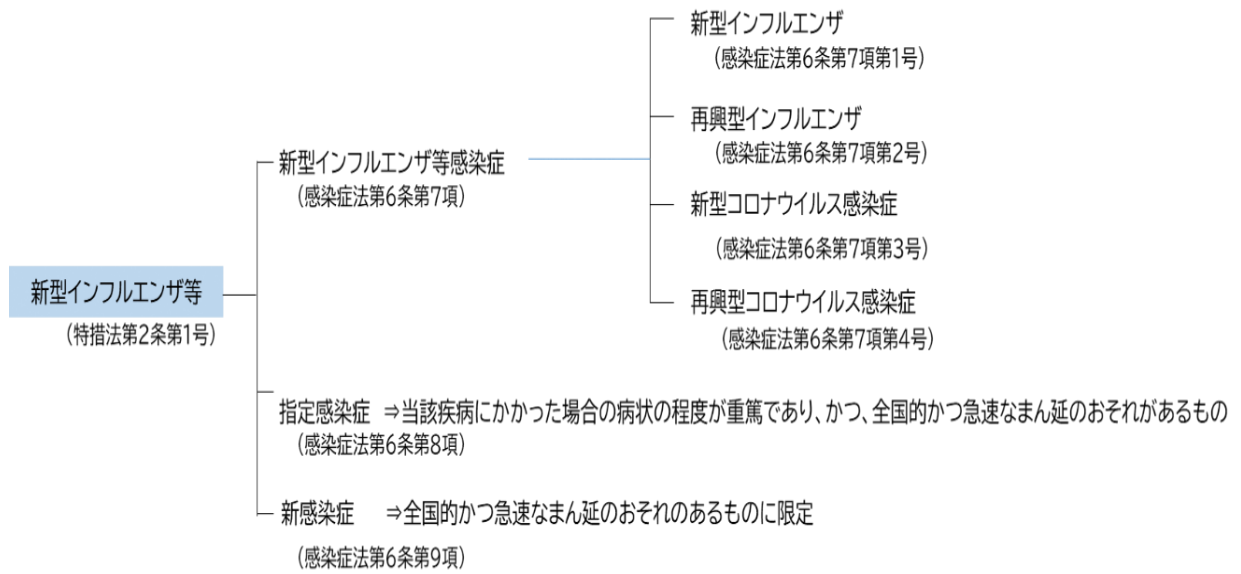 新型インフルエンザ
（感染症法第6条第7項第1号）
再興型インフルエンザ
（感染症法第6条第7項第2号）
新型インフルエンザ等感染症
（感染症法第6条第7項）
新型コロナウイルス感染症
（感染症法第6条第7項第3号）
新型インフルエンザ等
（特措法第2条第1号）
再興型コロナウイルス感染症
（感染症法第6条第7項第4号）
指定感染症 ⇒当該疾病にかかった場合の病状の程度が重篤であり、かつ、全国的かつ急速なまん延のおそれがあるもの
（感染症法第6条第8項）
新感染症 ⇒全国的かつ急速なまん延のおそれのあるものに限定
（感染症法第6条第9項）